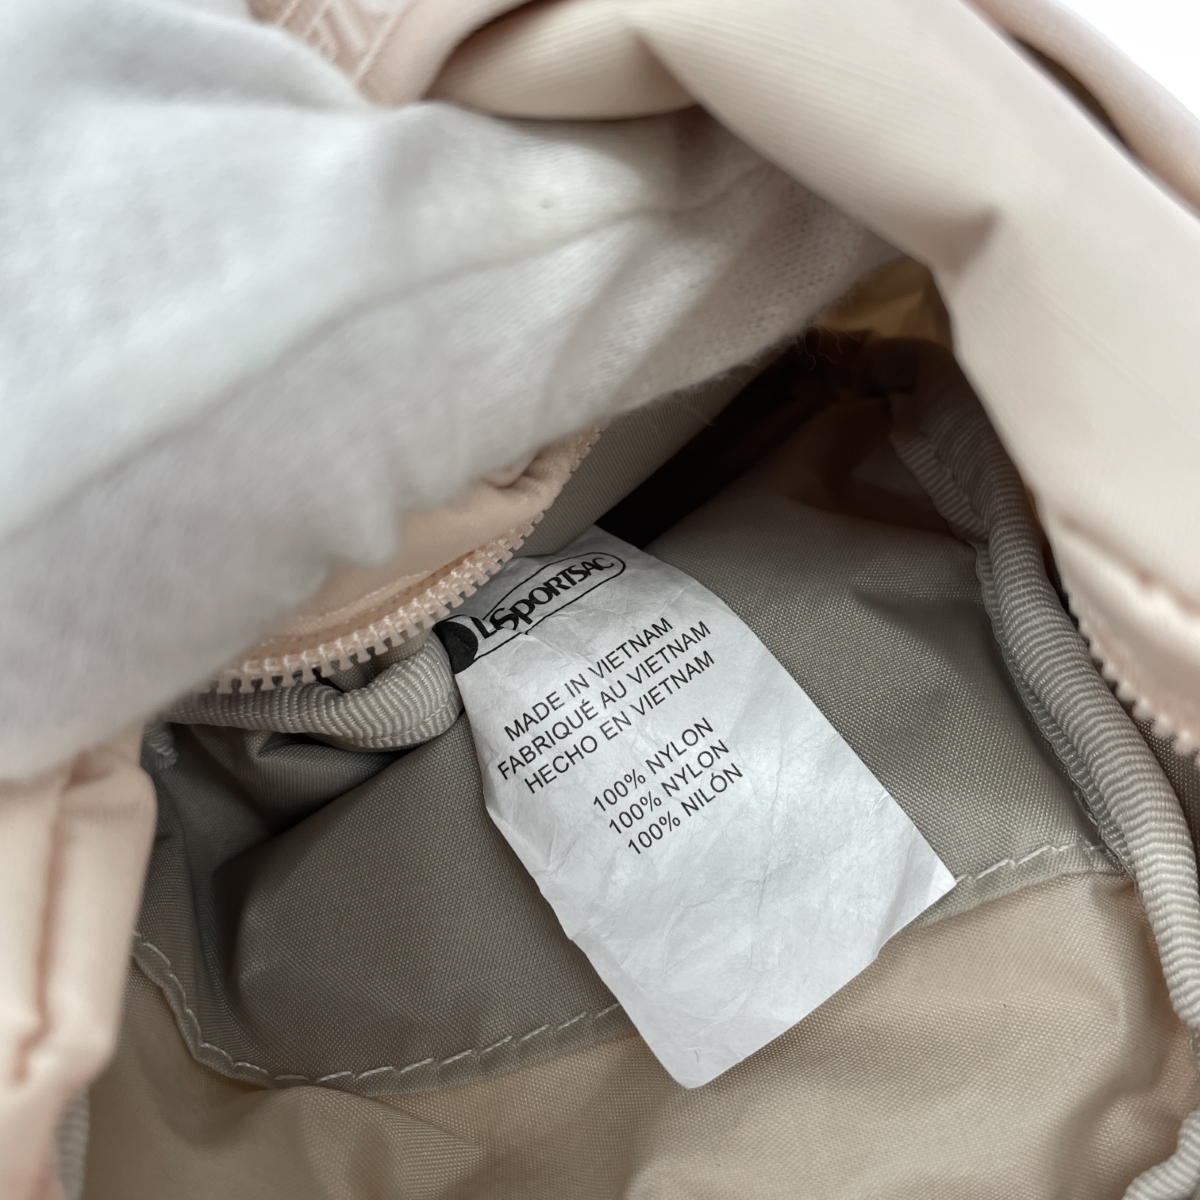 LeSPORTSAC
MADE IN VIETNAM
FABRIQUÉ AU VIETNAM
HECHO EN VIETNAM
100% NYLON
100% NYLON
100% NILÓN